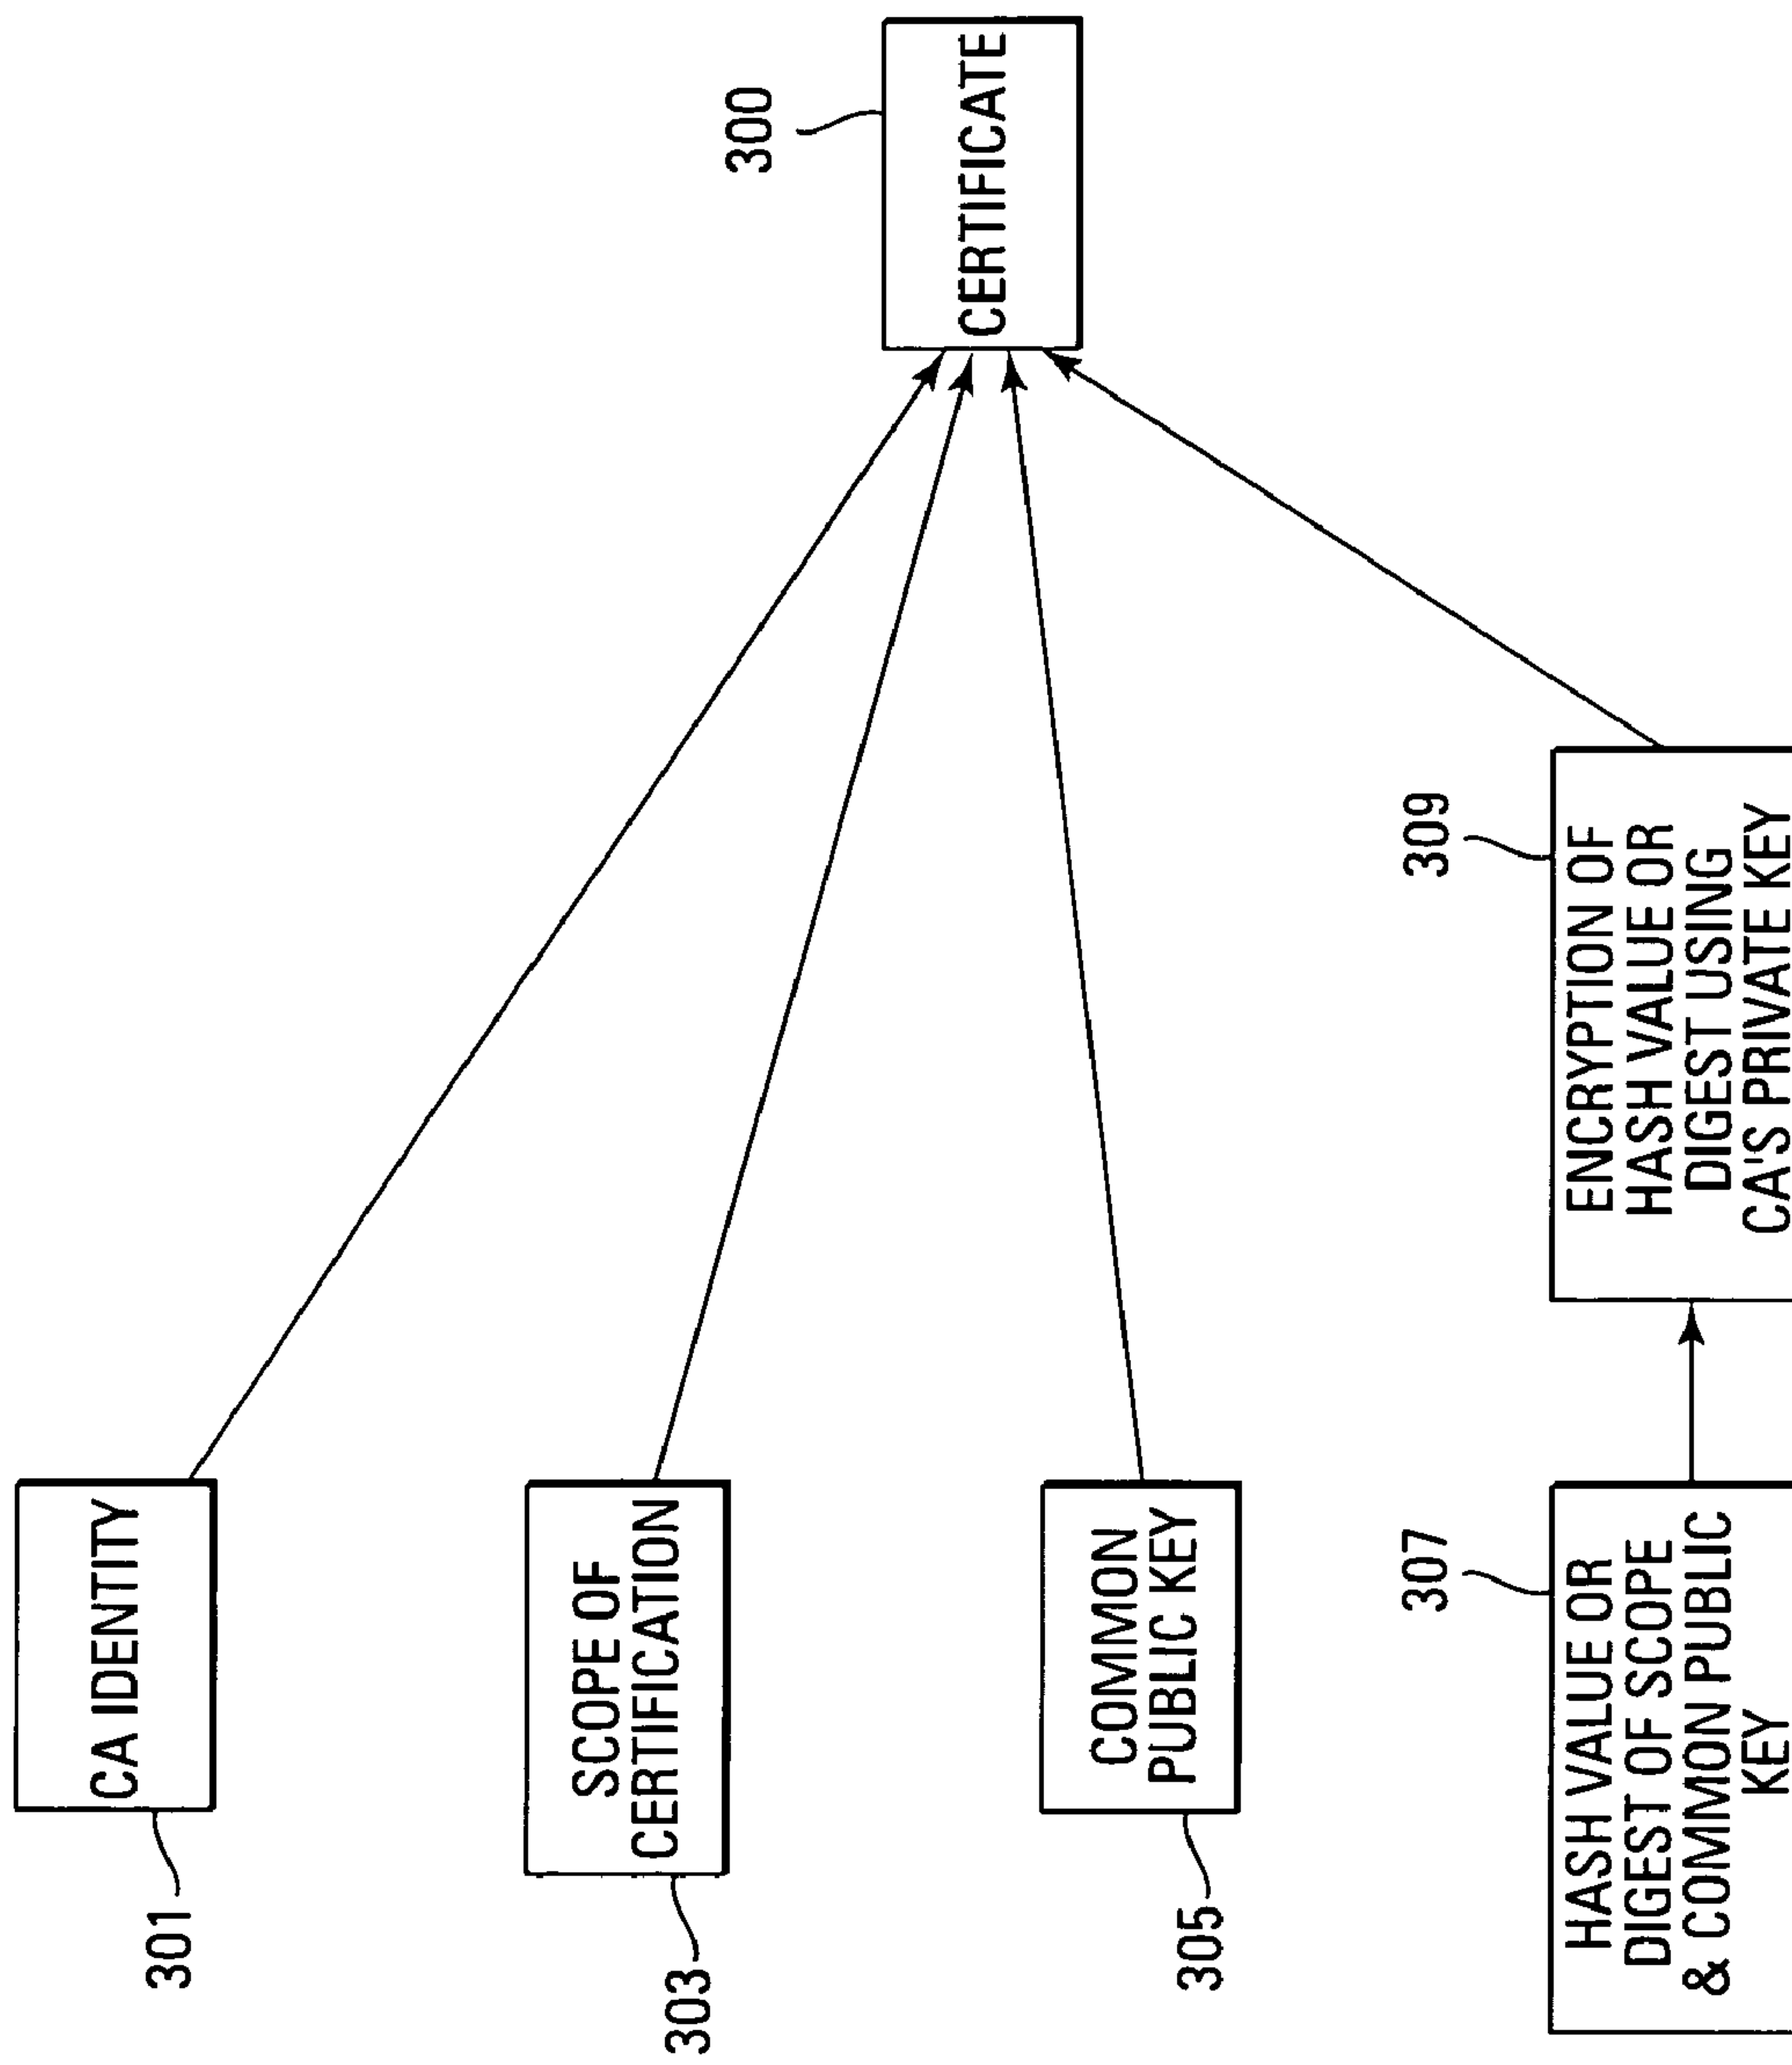 301
CA IDENTITY
303
SCOPE OF
CERTIFICATION
305
COMMON
PUBLIC KEY
307
HASH VALUE OR
DIGEST OF SCOPE
& COMMON PUBLIC
KEY
309
ENCRYPTION OF
HASH VALUE OR
DIGEST USING
CA'S PRIVATE KEY
300
CERTIFICATE